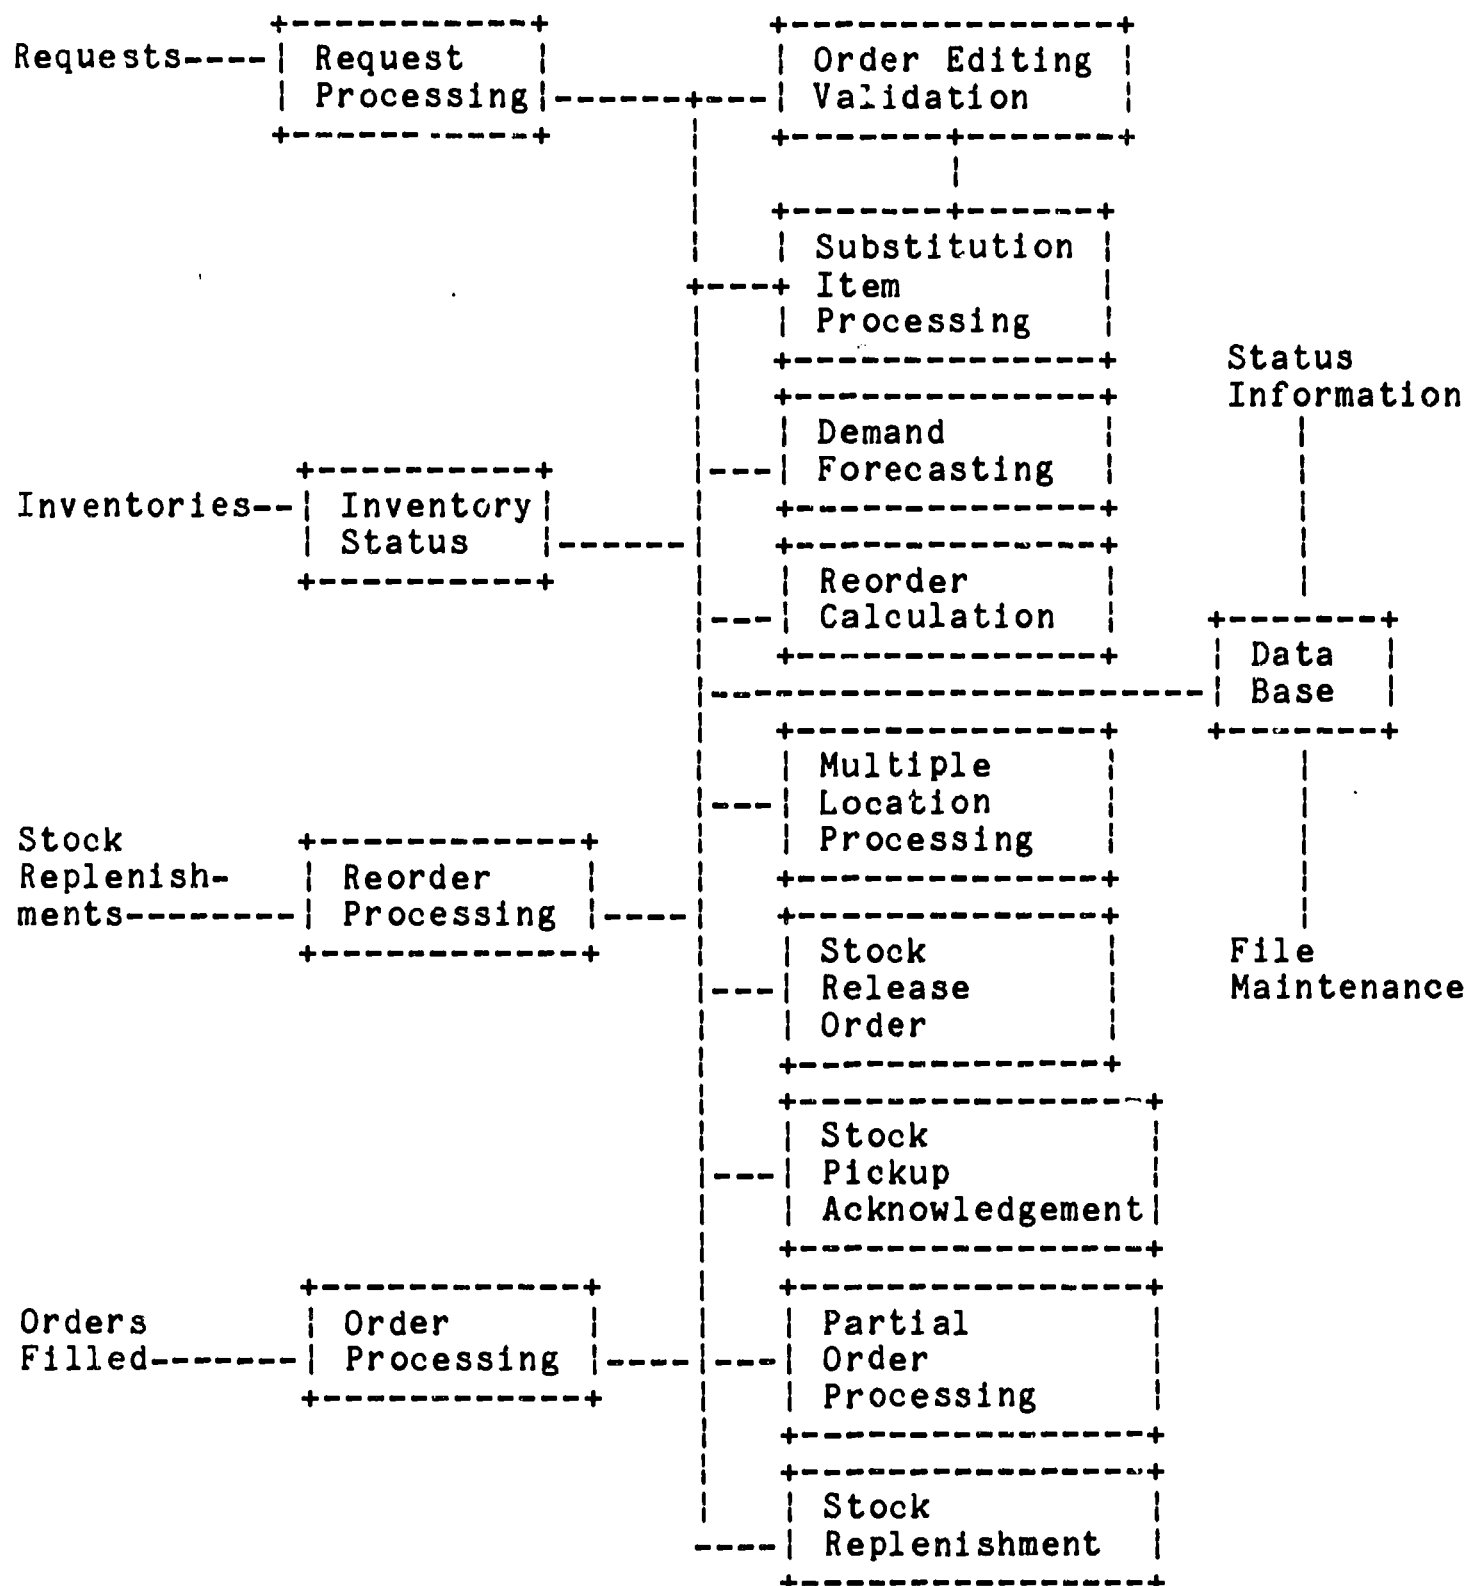 Requests
Request
Processing
Order Editing
Validation
Substitution
Item
Processing
Demand
Forecasting
Status
Information
Inventories
Inventory
Status
Reorder
Calculation
Data
Base
Multiple
Location
Processing
Stock
Replenish-
ments
Reorder
Processing
Stock
Release
Order
File
Maintenance
Stock
Pickup
Acknowledgement
Orders
Filled
Order
Processing
Partial
Order
Processing
Stock
Replenishment